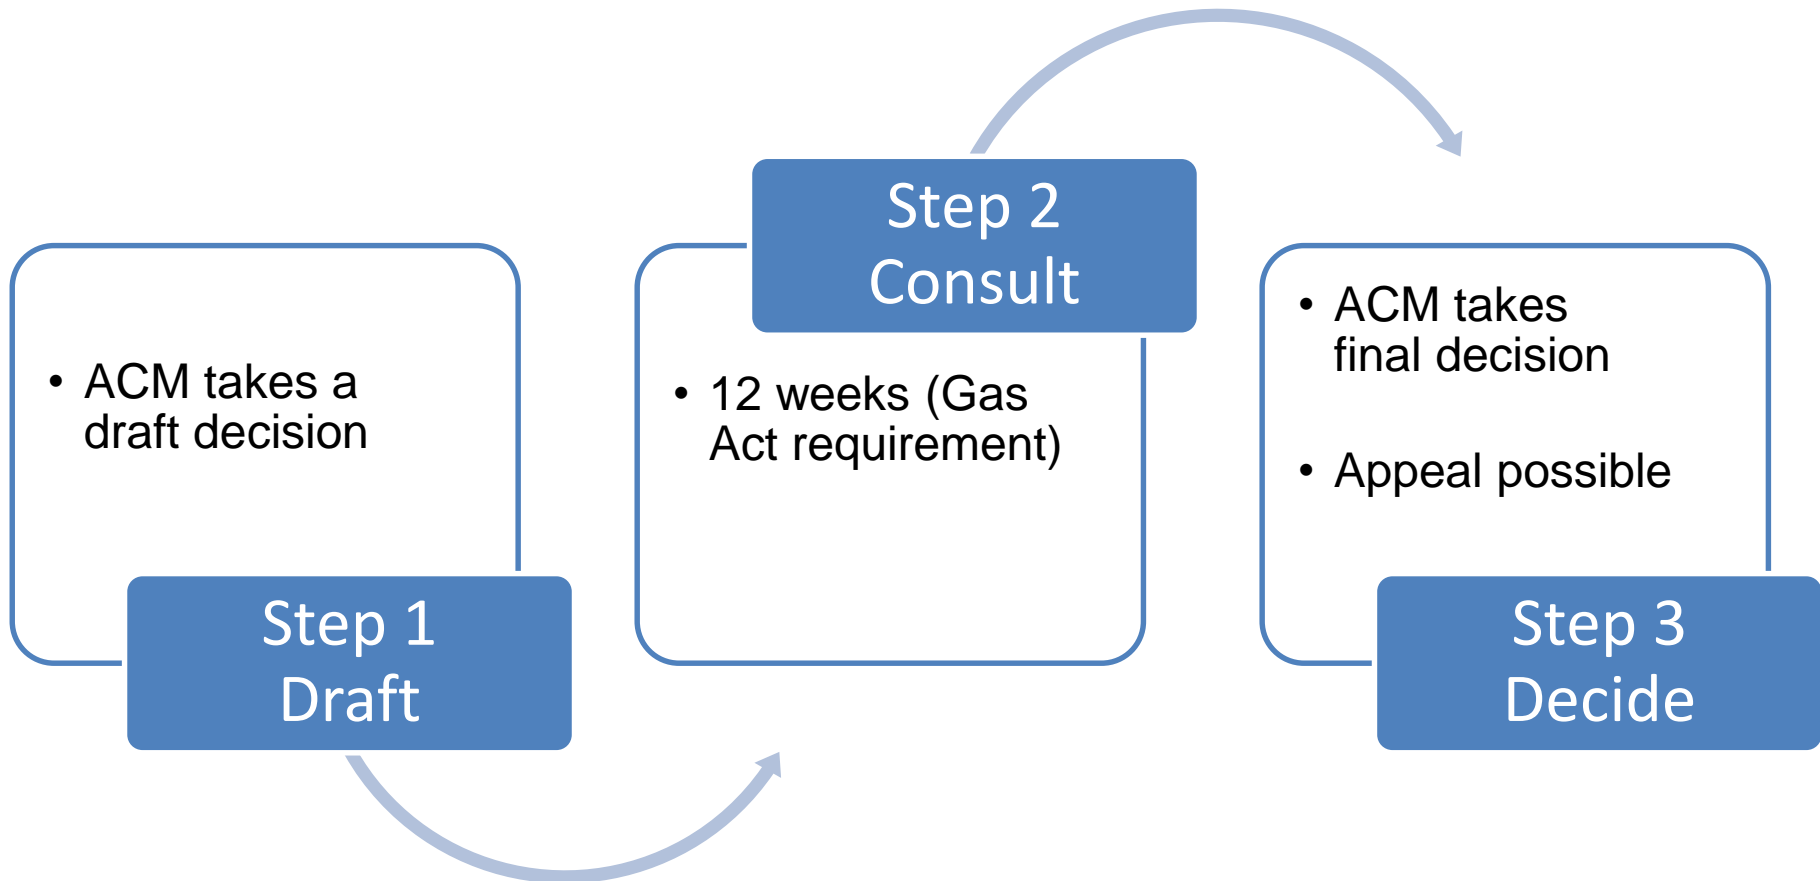 • ACM takes a
draft decision
Step 1
Draft
Step 2
Consult
• 12 weeks (Gas
Act requirement)
• ACM takes
final decision
• Appeal possible
Step 3
Decide